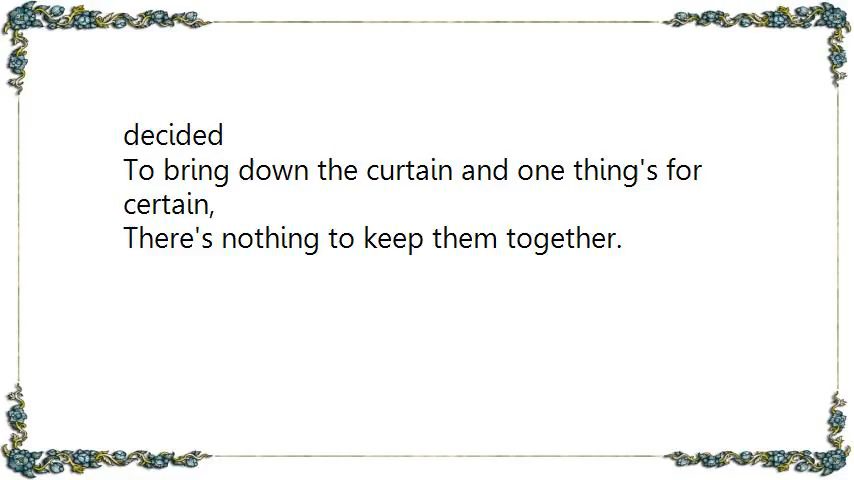 decided
To bring down the curtain and one thing's for
certain,
There's nothing to keep them together.